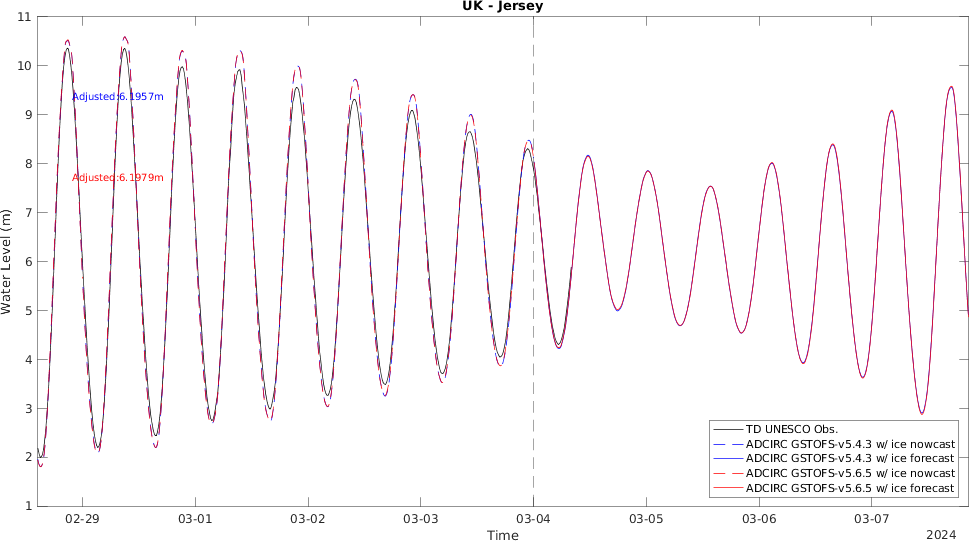 UK - Jersey
11
10
9
8
7
6
5
4
3
2
1
Water Level (m)
Adjusted:6.1957m
Adjusted:6.1979m
TD UNESCO Obs.
ADCIRC GSTOFS-v5.4.3 w/ ice nowcast
ADCIRC GSTOFS-v5.4.3 w/ ice forecast
ADCIRC GSTOFS-v5.6.5 w/ ice nowcast
ADCIRC GSTOFS-v5.6.5 w/ ice forecast
02-29 03-01 03-02 03-03 03-04 03-05 03-06 03-07
Time
2024